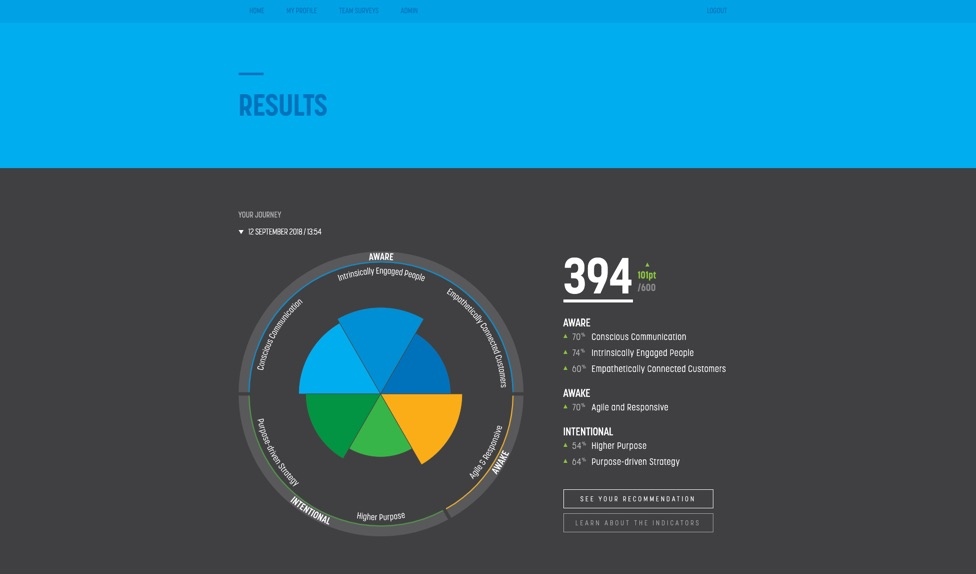 HOME
MY PROFILE
TEAM SURVEYS
ADMIN
LOGOUT
RESULTS
YOUR JOURNEY
▼ 12 SEPTEMBER 2018 / 13:54
AWARE
Intrinsically Engaged People
Conscious Communication
Empathetically Connected Customers
Purpose-driven Strategy
Agile & Responsive
AWAKE
INTENTIONAL
Higher Purpose
394
101pt
/600
AWARE
70% Conscious Communication
74% Intrinsically Engaged People
60% Empathetically Connected Customers
AWAKE
70% Agile and Responsive
INTENTIONAL
54% Higher Purpose
64% Purpose-driven Strategy
SEE YOUR RECOMMENDATION
LEARN ABOUT THE INDICATORS